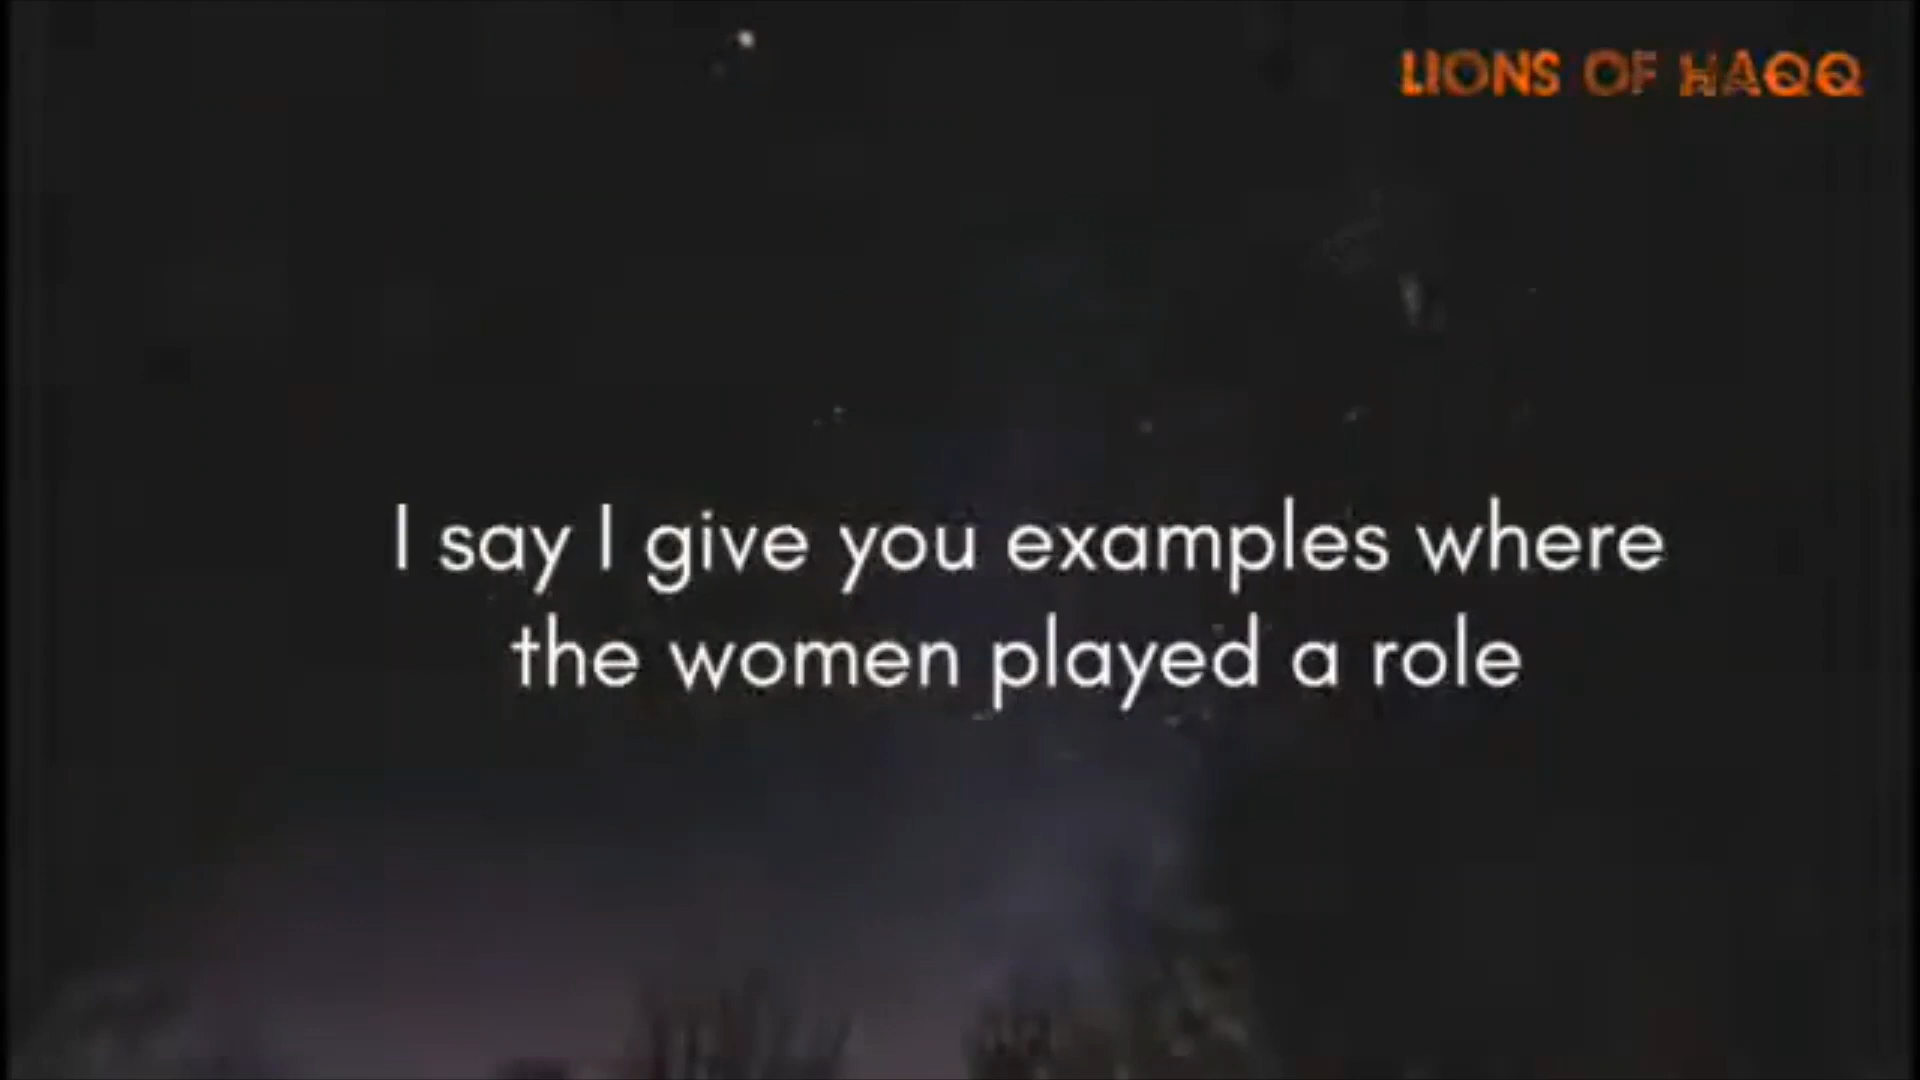 LIONS OF HAQQ
I say I give you examples where
the women played a role